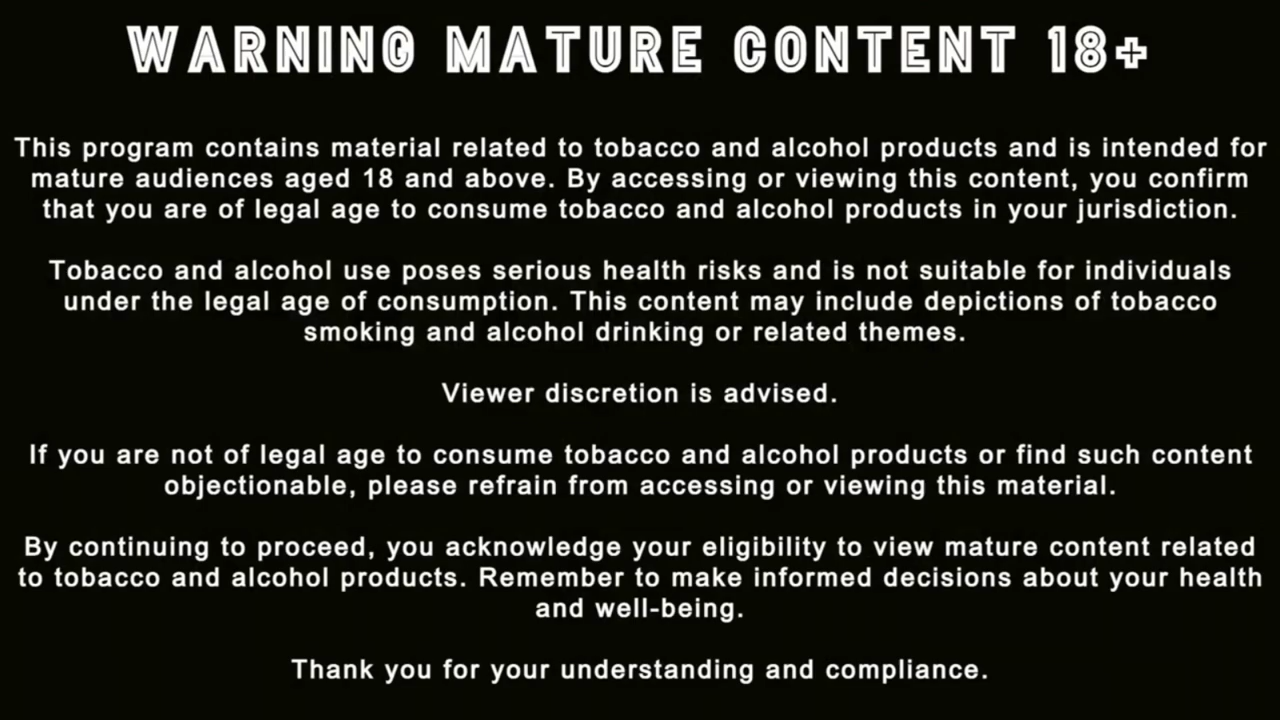 WARNING MATURE CONTENT 18+
This program contains material related to tobacco and alcohol products and is intended for
mature audiences aged 18 and above. By accessing or viewing this content, you confirm
that you are of legal age to consume tobacco and alcohol products in your jurisdiction.
Tobacco and alcohol use poses serious health risks and is not suitable for individuals
under the legal age of consumption. This content may include depictions of tobacco
smoking and alcohol drinking or related themes.
Viewer discretion is advised.
If you are not of legal age to consume tobacco and alcohol products or find such content
objectionable, please refrain from accessing or viewing this material.
By continuing to proceed, you acknowledge your eligibility to view mature content related
to tobacco and alcohol products. Remember to make informed decisions about your health
and well-being.
Thank you for your understanding and compliance.